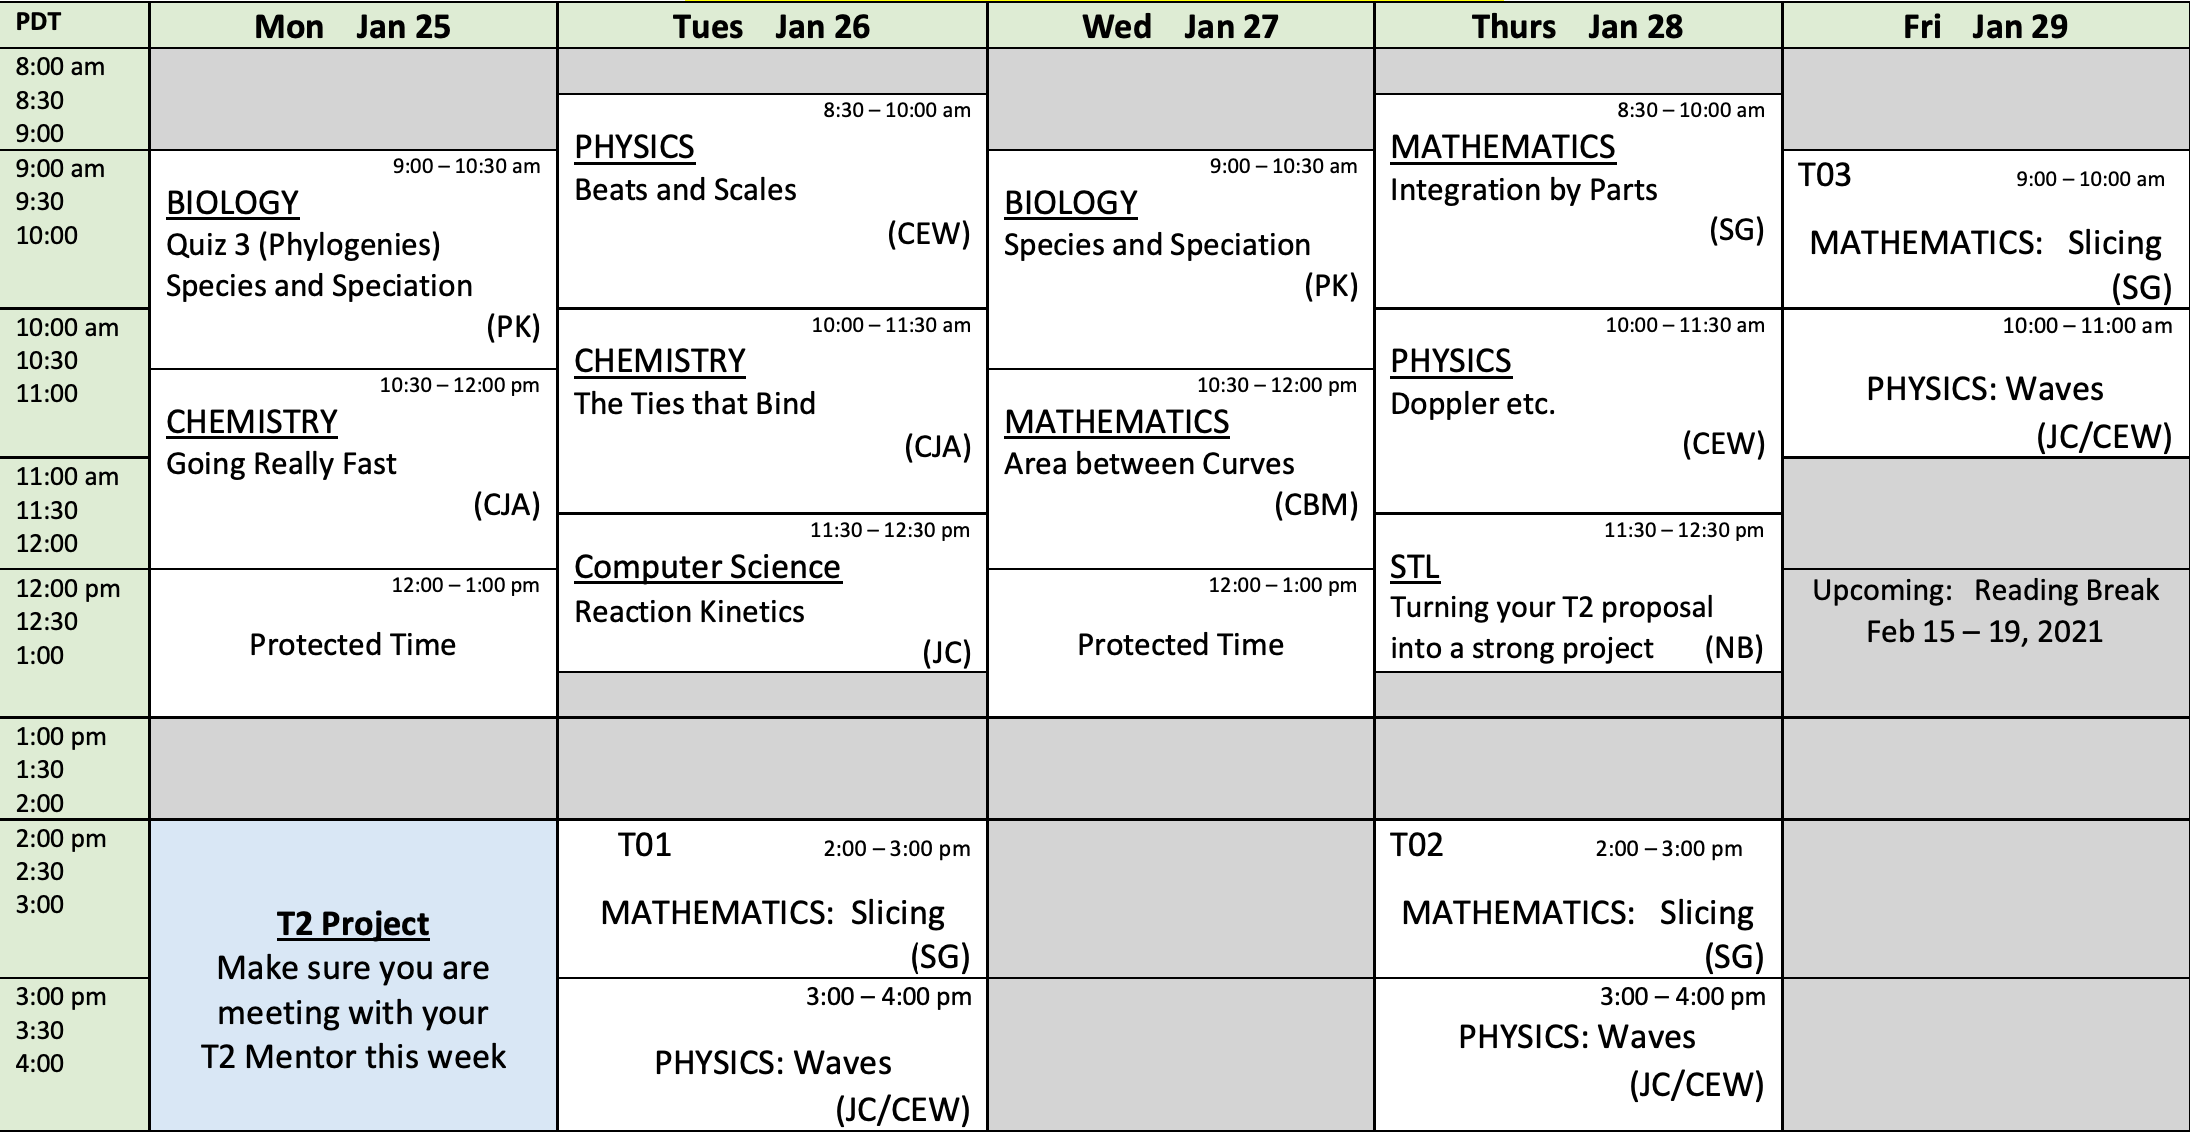 PDT
Mon Jan 25
Tues Jan 26
Wed Jan 27
Thurs Jan 28
Fri Jan 29
8:00 am
8:30
9:00
9:00 am
9:30
10:00
10:00 am
10:30
11:00
11:00 am
11:30
12:00
12:00 pm
12:30
1:00
1:00 pm
1:30
2:00
2:00 pm
2:30
3:00
3:00 pm
3:30
4:00
9:00 – 10:30 am
BIOLOGY
Quiz 3 (Phylogenies)
Species and Speciation
(PK)
10:30 – 12:00 pm
CHEMISTRY
Going Really Fast
(CJA)
12:00 – 1:00 pm
Protected Time
T2 Project
Make sure you are
meeting with your
T2 Mentor this week
8:30 – 10:00 am
PHYSICS
Beats and Scales
(CEW)
10:00 – 11:30 am
CHEMISTRY
The Ties that Bind
(CJA)
11:30 – 12:30 pm
Computer Science
Reaction Kinetics
(JC)
T01 2:00 – 3:00 pm
MATHEMATICS: Slicing
(SG)
3:00 – 4:00 pm
PHYSICS: Waves
(JC/CEW)
9:00 – 10:30 am
BIOLOGY
Species and Speciation
(PK)
10:30 – 12:00 pm
MATHEMATICS
Area between Curves
(CBM)
12:00 – 1:00 pm
Protected Time
8:30 – 10:00 am
MATHEMATICS
Integration by Parts
(SG)
10:00 – 11:30 am
PHYSICS
Doppler etc.
(CEW)
11:30 – 12:30 pm
STL
Turning your T2 proposal
into a strong project (NB)
T02 2:00 – 3:00 pm
MATHEMATICS: Slicing
(SG)
3:00 – 4:00 pm
PHYSICS: Waves
(JC/CEW)
T03 9:00 – 10:00 am
MATHEMATICS: Slicing
(SG)
10:00 – 11:00 am
PHYSICS: Waves
(JC/CEW)
Upcoming: Reading Break
Feb 15 – 19, 2021